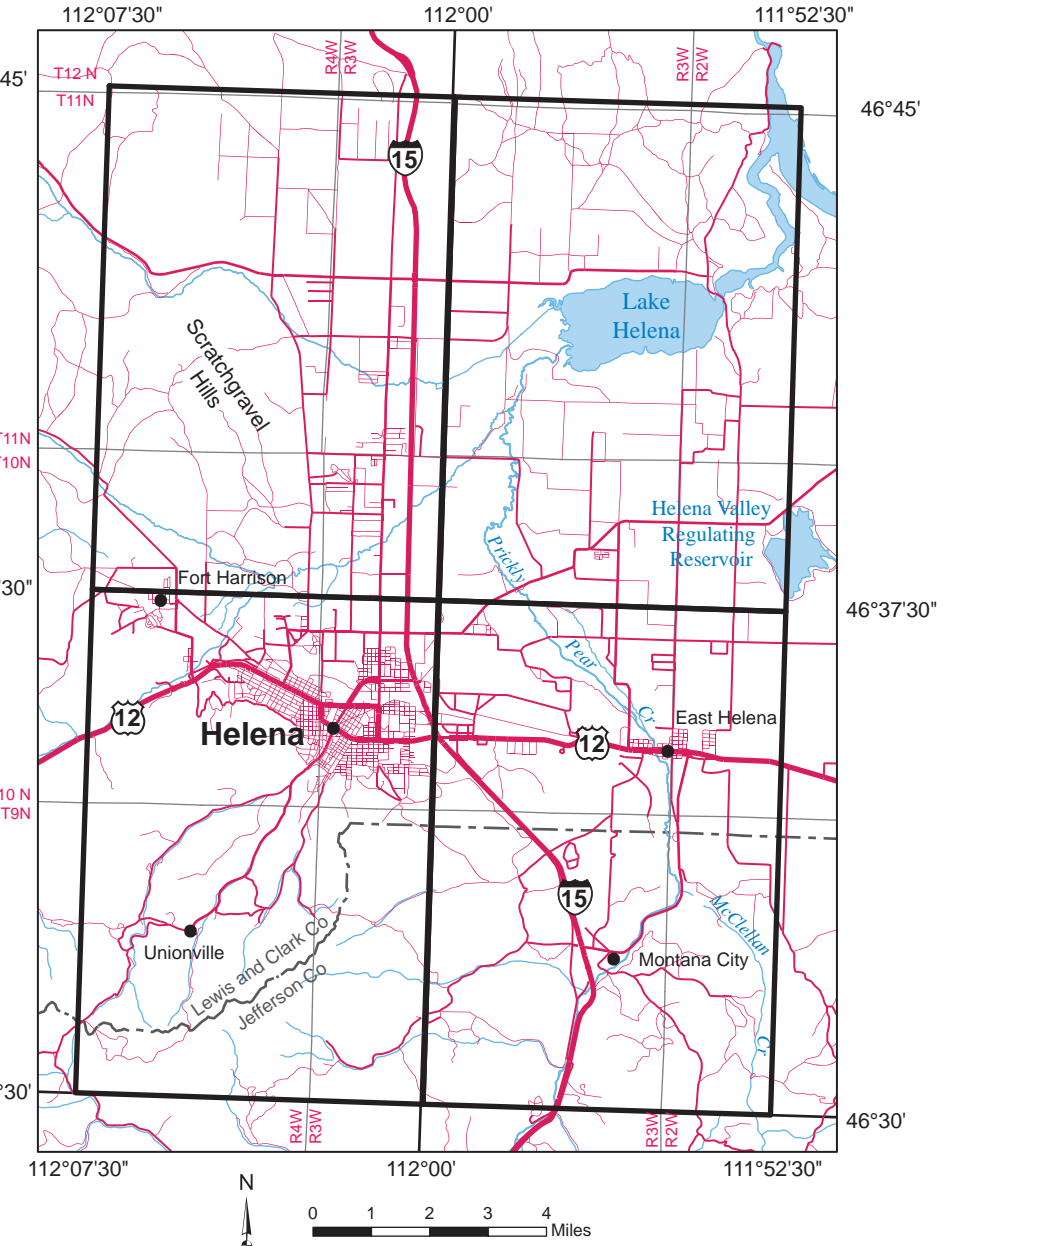 112°07'30"
112°00'
111°52'30"
R4W
R3W
R3W
R2W
45'
T12 N
T11N
46°45'
15
Lake
Helena
Scratchgravel
Hills
T11N
T10N
Helena Valley
Regulating
Reservoir
Prickly
Fort Harrison
30"
46°37'30"
Pear
Cr
12
Helena
East Helena
12
10 N
T9N
15
McClellan
Unionville
Montana City
Lewis and Clark Co
Jefferson Co
Cr
30'
46°30'
R4W
R3W
R3W
R2W
112°07'30"
112°00'
111°52'30"
N
0 1 2 3 4
Miles